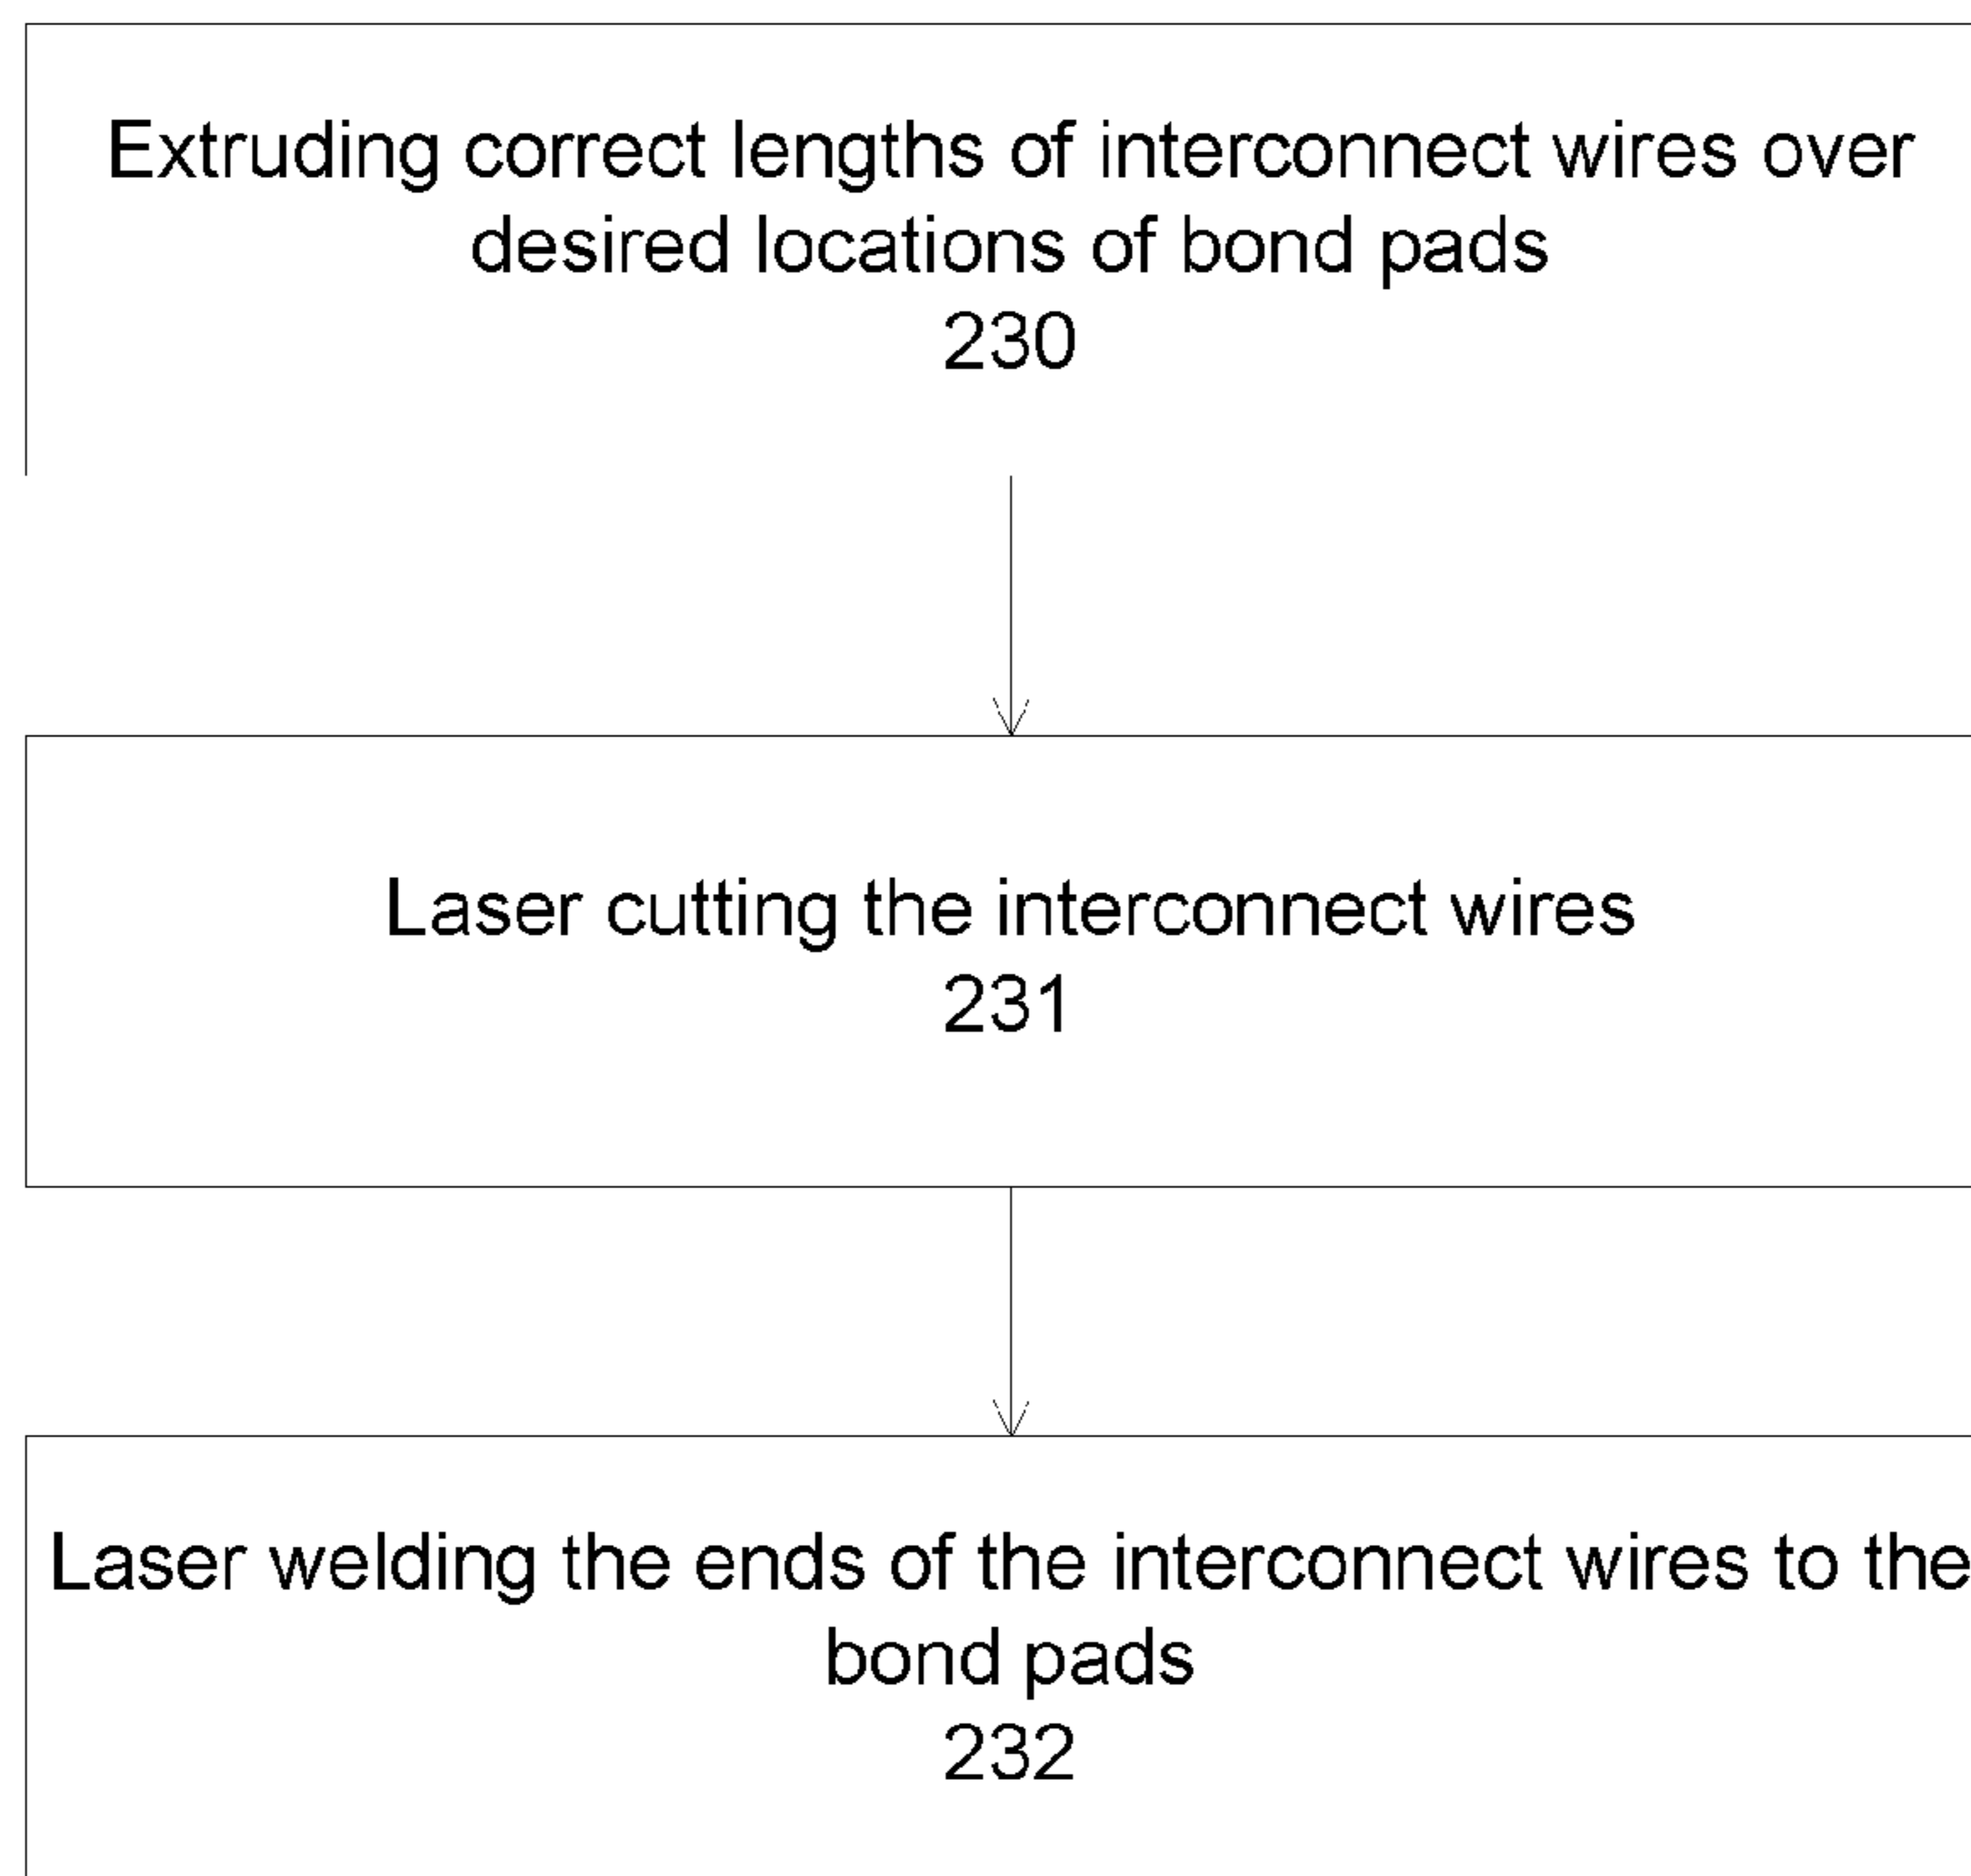 Extruding correct lengths of interconnect wires over
desired locations of bond pads
230
Laser cutting the interconnect wires
231
Laser welding the ends of the interconnect wires to the
bond pads
232